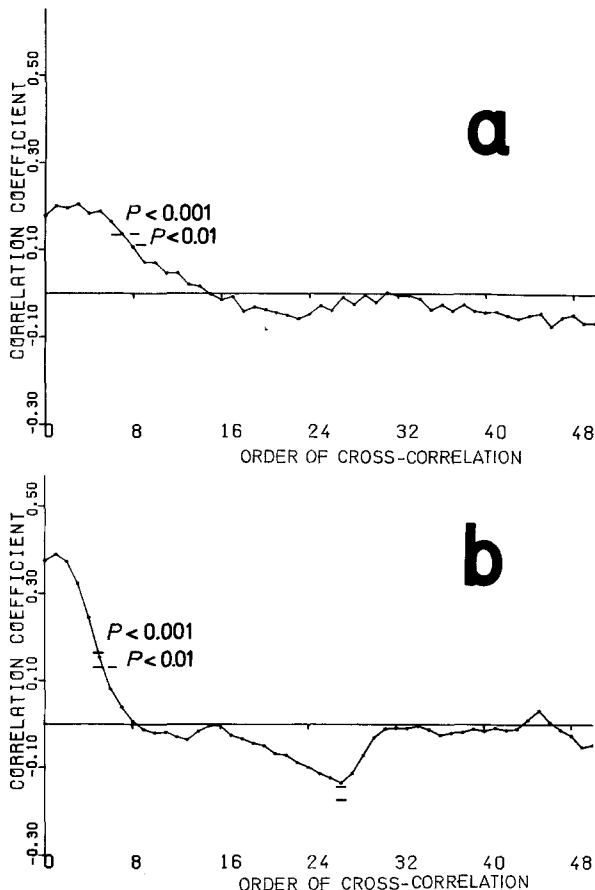 a
CORRELATION COEFFICIENT
0.50
0.30
0.10
-0.10
-0.30
P < 0.001
P < 0.01
0 8 16 24 32 40 48
ORDER OF CROSS-CORRELATION
b
CORRELATION COEFFICIENT
0.50
0.30
0.10
-0.10
-0.30
P < 0.001
P < 0.01
0 8 16 24 32 40 48
ORDER OF CROSS-CORRELATION